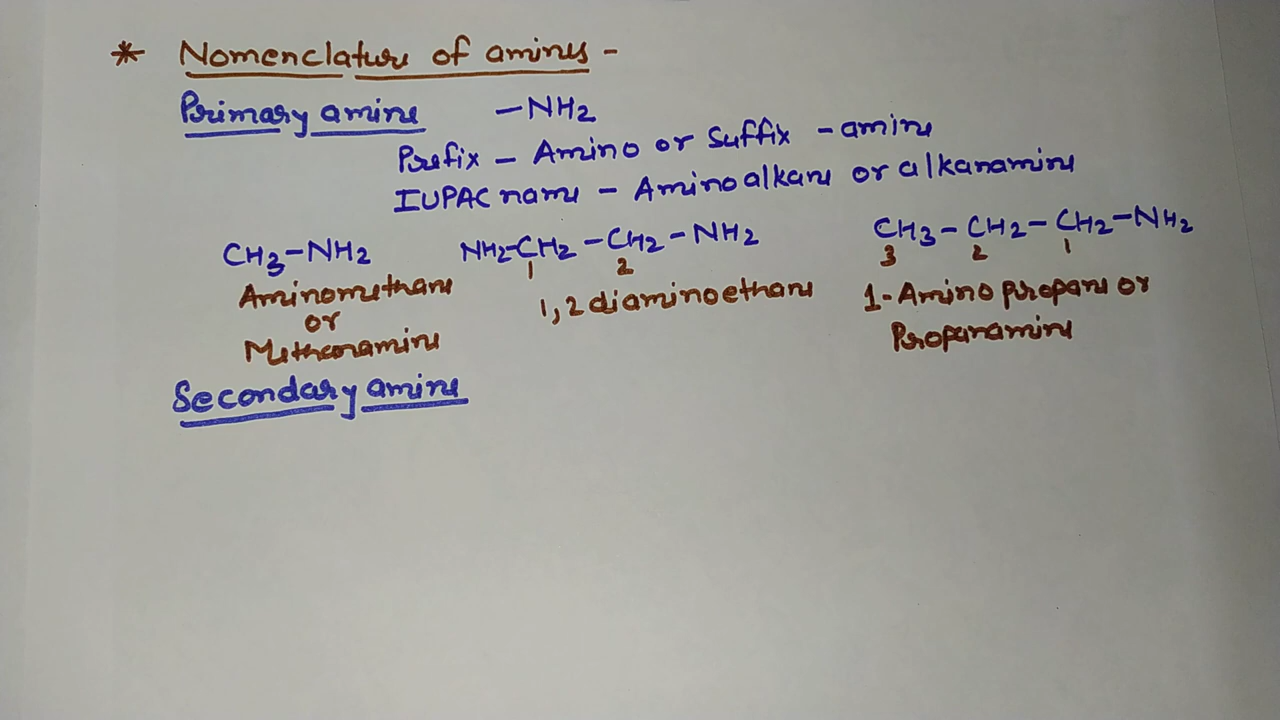 * Nomenclature of amines -
Primary amine -NH2
Prefix - Amino or Suffix - amine
IUPAC name - Aminoalkane or alkanamine
CH3-NH2 NH2-CH2-CH2-NH2 CH3-CH2-CH2-NH2
1 2 3 2 1
Aminomethane 1,2 diaminoethane 1-Amino propane or
or
Methanamine Propanamine
Secondary amine